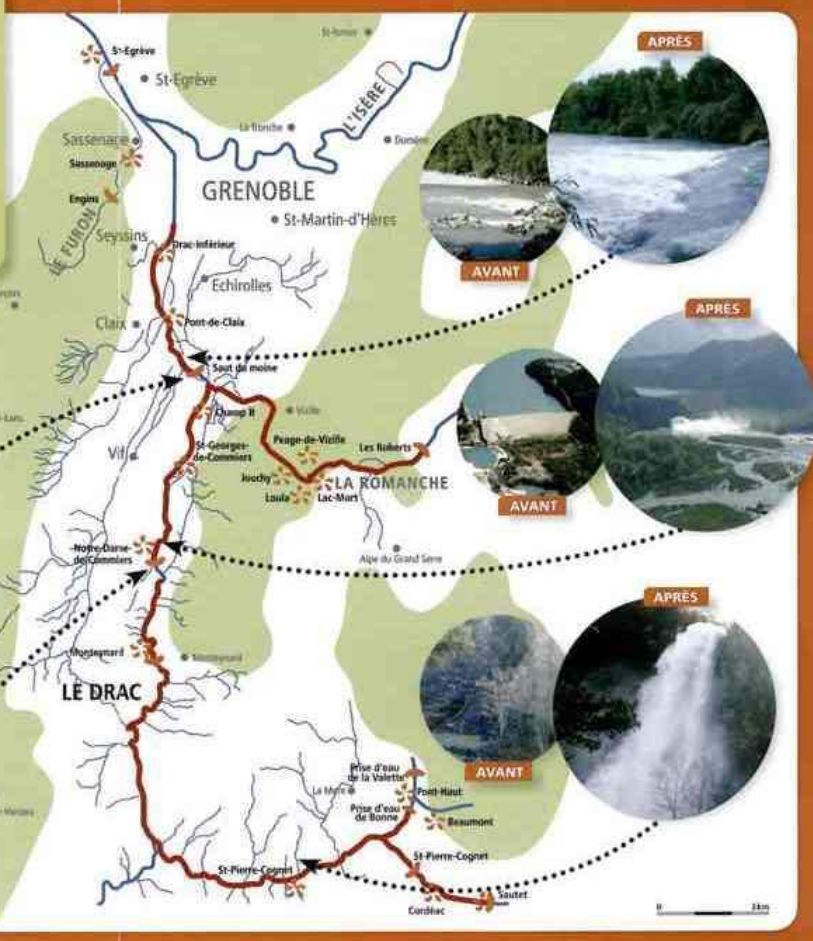 St-Egrève
St-Egrève
L'ISÈRE
La Tronche
Domène
Sassenage
Sassenage
GRENOBLE
Engins
LE FURON
St-Martin-d'Hères
Seyssins
Drac-Inférieur
Echirolles
Claix
Pont-de-Claix
Saut du moine
Champ II
Vizille
St-Georges-
de-Commiers
Vif
Peage-de-Vizille
Les Roberts
Jouchy
LA ROMANCHE
Loula
Lac-Mort
Alpe du Grand Serre
Notre-Dame-
de-Commiers
Monteynard
Monteynard
LE DRAC
Prise d'eau
de la Valette
La Mure
Pont-Haut
Prise d'eau
de Bonne
Beaumont
St-Pierre-Cognet
St-Pierre-Cognet
Cordéac
Sautet
APRÈS
AVANT
APRÈS
AVANT
APRÈS
AVANT
0